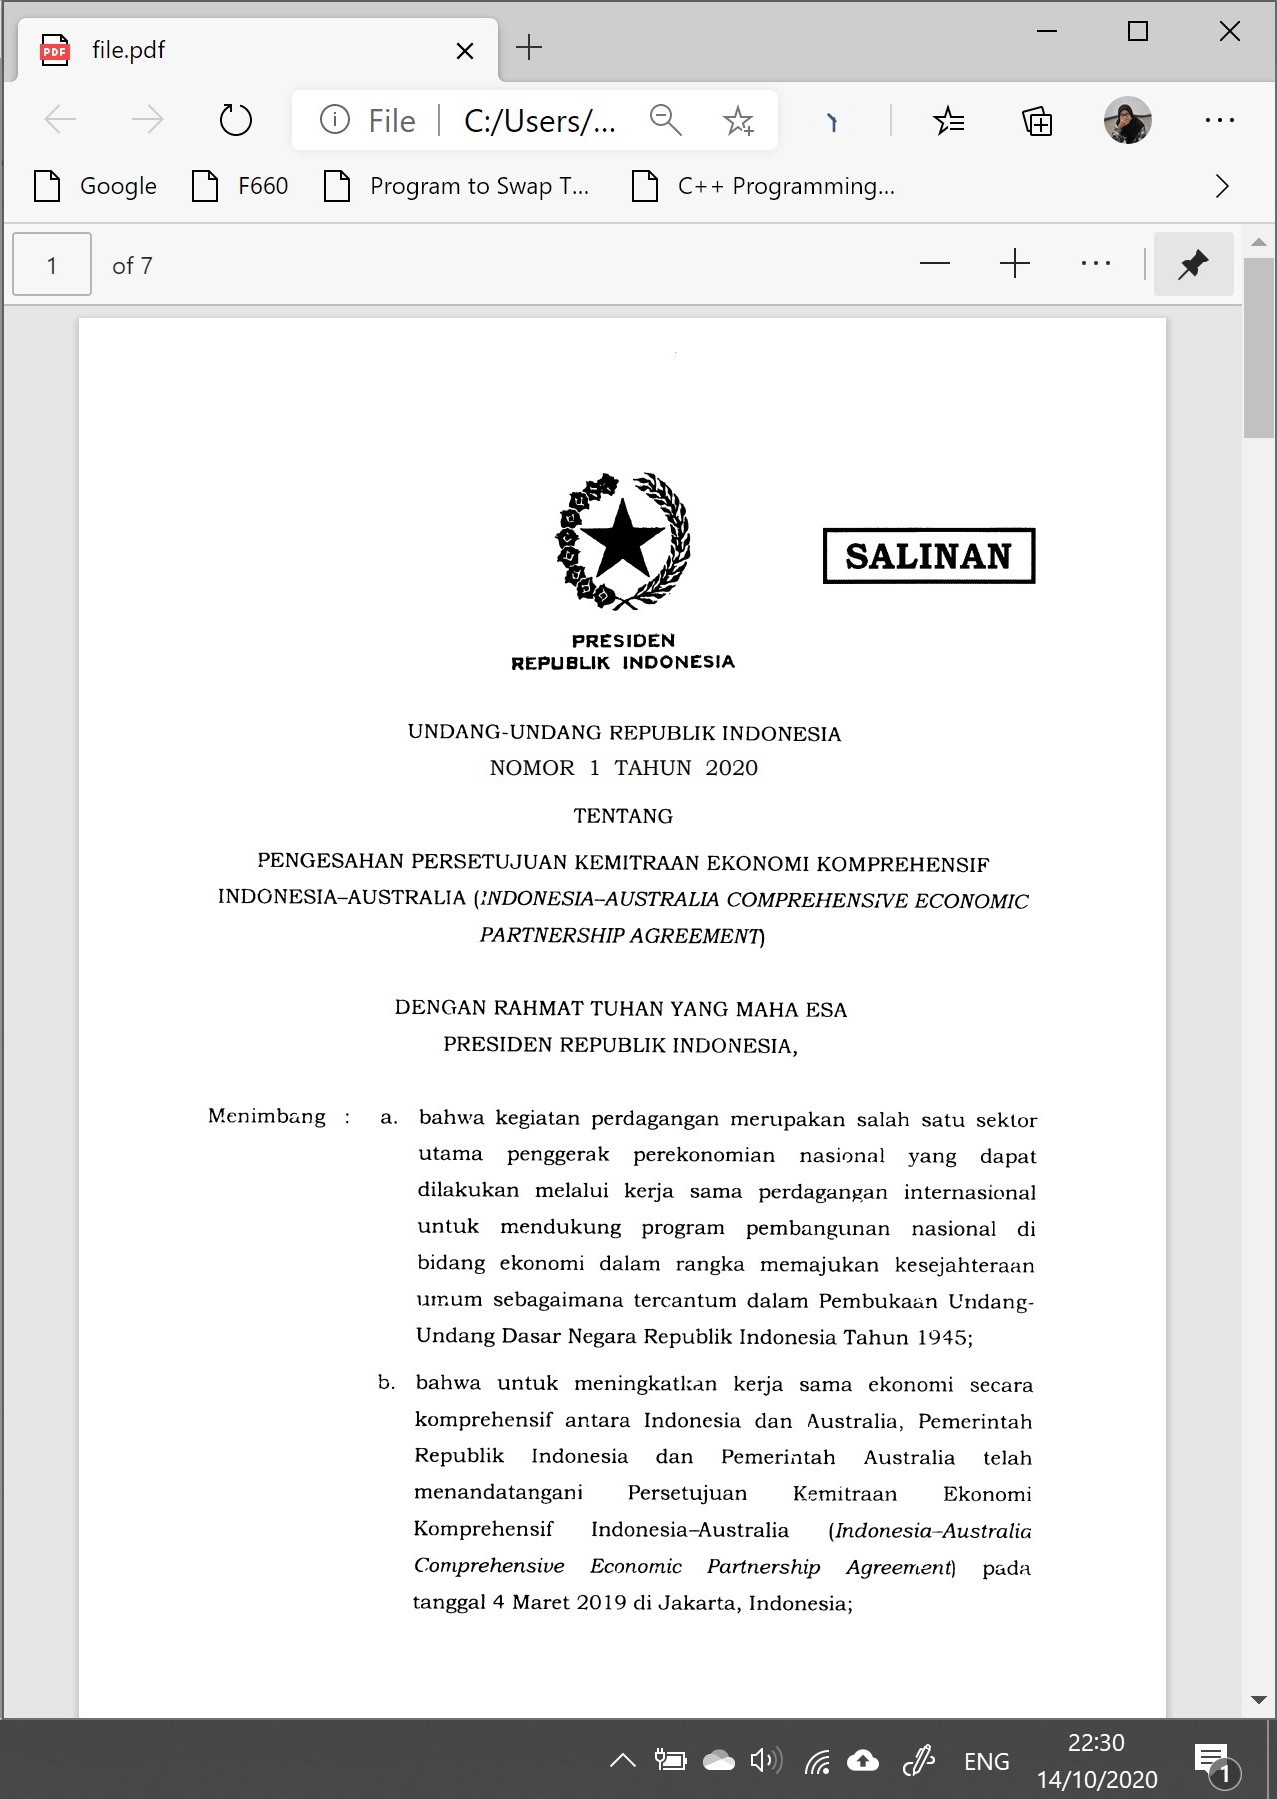 file.pdf
File C:/Users/...
Google F660 Program to Swap T... C++ Programming...
1 of 7
SALINAN
PRESIDEN
REPUBLIK INDONESIA
UNDANG-UNDANG REPUBLIK INDONESIA
NOMOR 1 TAHUN 2020
TENTANG
PENGESAHAN PERSETUJUAN KEMITRAAN EKONOMI KOMPREHENSIF
INDONESIA–AUSTRALIA (INDONESIA–AUSTRALIA COMPREHENSIVE ECONOMIC
PARTNERSHIP AGREEMENT)
DENGAN RAHMAT TUHAN YANG MAHA ESA
PRESIDEN REPUBLIK INDONESIA,
Menimbang : a. bahwa kegiatan perdagangan merupakan salah satu sektor
utama penggerak perekonomian nasional yang dapat
dilakukan melalui kerja sama perdagangan internasional
untuk mendukung program pembangunan nasional di
bidang ekonomi dalam rangka memajukan kesejahteraan
umum sebagaimana tercantum dalam Pembukaan Undang-
Undang Dasar Negara Republik Indonesia Tahun 1945;
b. bahwa untuk meningkatkan kerja sama ekonomi secara
komprehensif antara Indonesia dan Australia, Pemerintah
Republik Indonesia dan Pemerintah Australia telah
menandatangani Persetujuan Kemitraan Ekonomi
Komprehensif Indonesia–Australia (Indonesia–Australia
Comprehensive Economic Partnership Agreement) pada
tanggal 4 Maret 2019 di Jakarta, Indonesia;
ENG
22:30
14/10/2020
1